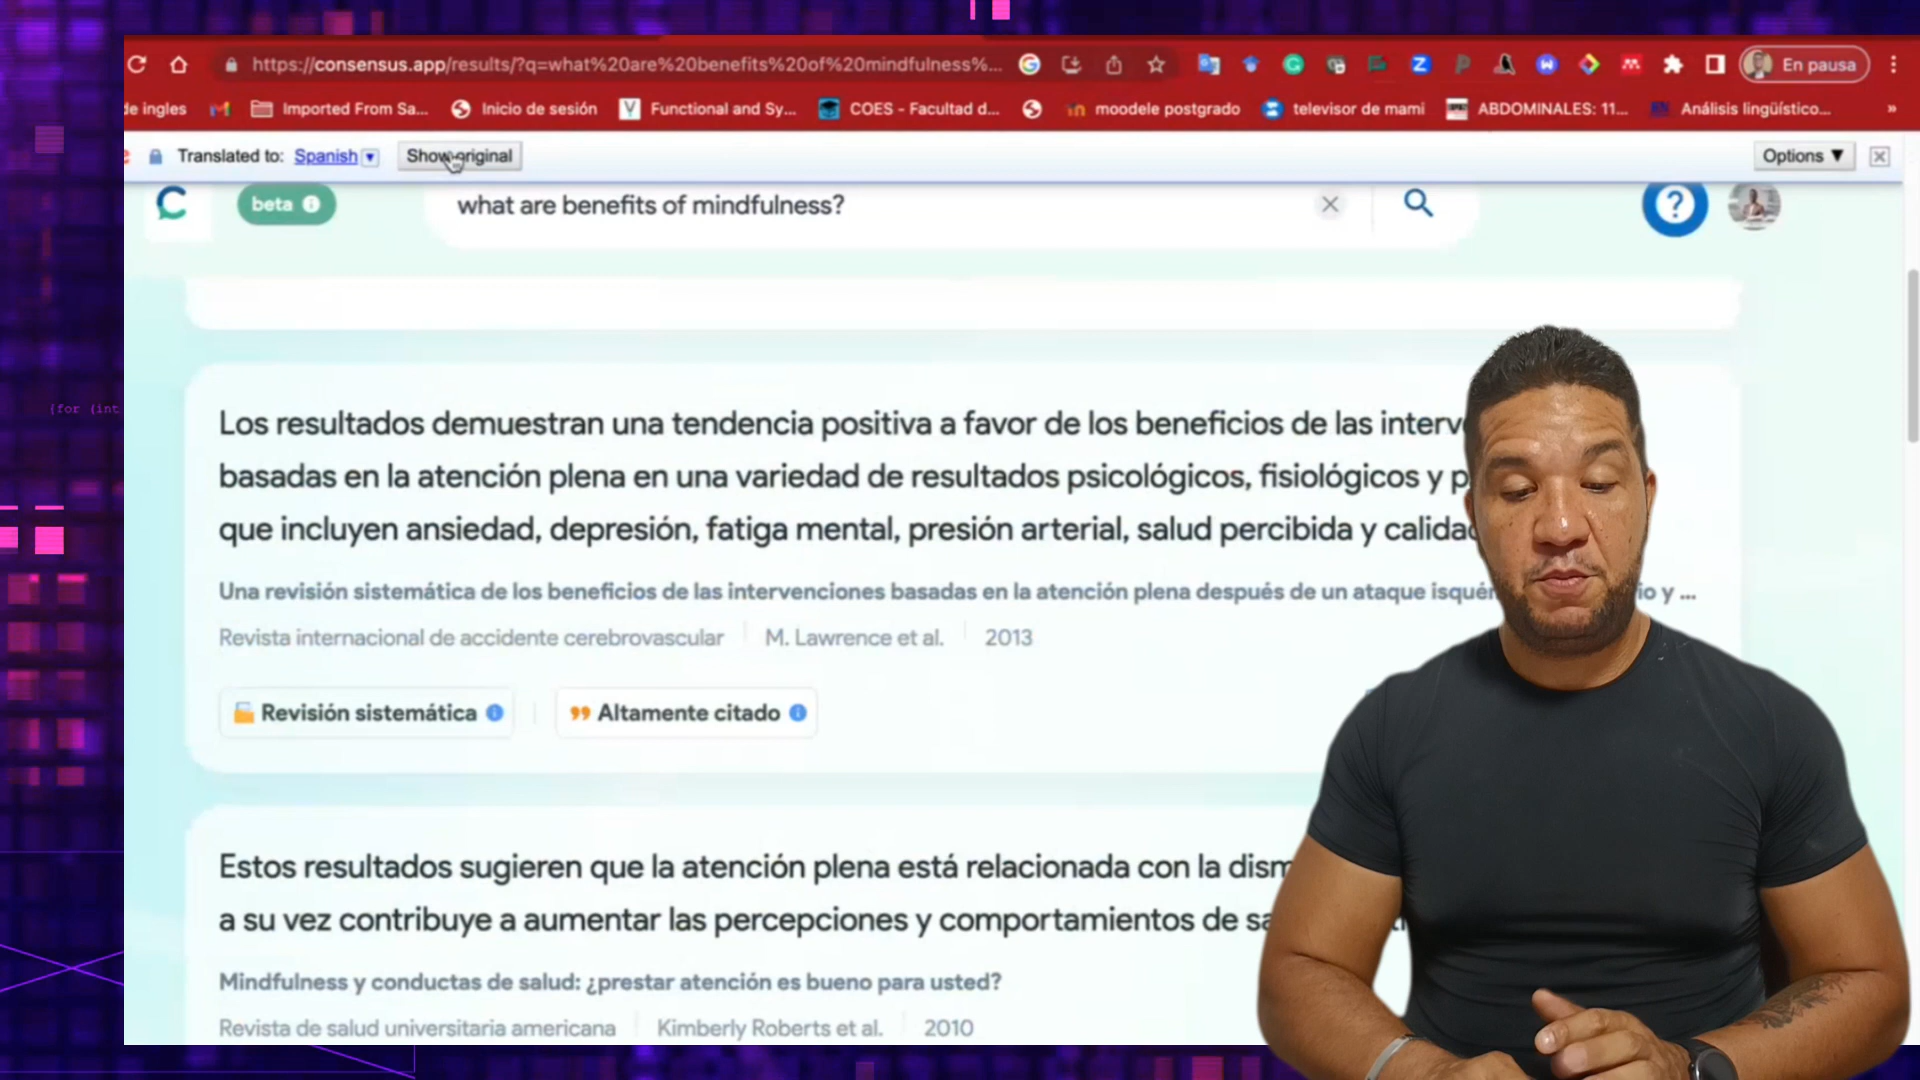 https://consensus.app/results/?q=what%20are%20benefits%20of%20mindfulness%...
En pausa
de ingles
Imported From Sa...
Inicio de sesión
Functional and Sy...
COES - Facultad d...
moodele postgrado
televisor de mami
ABDOMINALES: 11...
Análisis lingüístico...
»
Translated to: Spanish
Show original
Options ▼
beta
what are benefits of mindfulness?
{for (int
Los resultados demuestran una tendencia positiva a favor de los beneficios de las interv
basadas en la atención plena en una variedad de resultados psicológicos, fisiológicos y p
que incluyen ansiedad, depresión, fatiga mental, presión arterial, salud percibida y calidad
Una revisión sistemática de los beneficios de las intervenciones basadas en la atención plena después de un ataque isquém io y ...
Revista internacional de accidente cerebrovascular
M. Lawrence et al.
2013
Revisión sistemática
Altamente citado
Estos resultados sugieren que la atención plena está relacionada con la dism
a su vez contribuye a aumentar las percepciones y comportamientos de sa
Mindfulness y conductas de salud: ¿prestar atención es bueno para usted?
Revista de salud universitaria americana
Kimberly Roberts et al.
2010